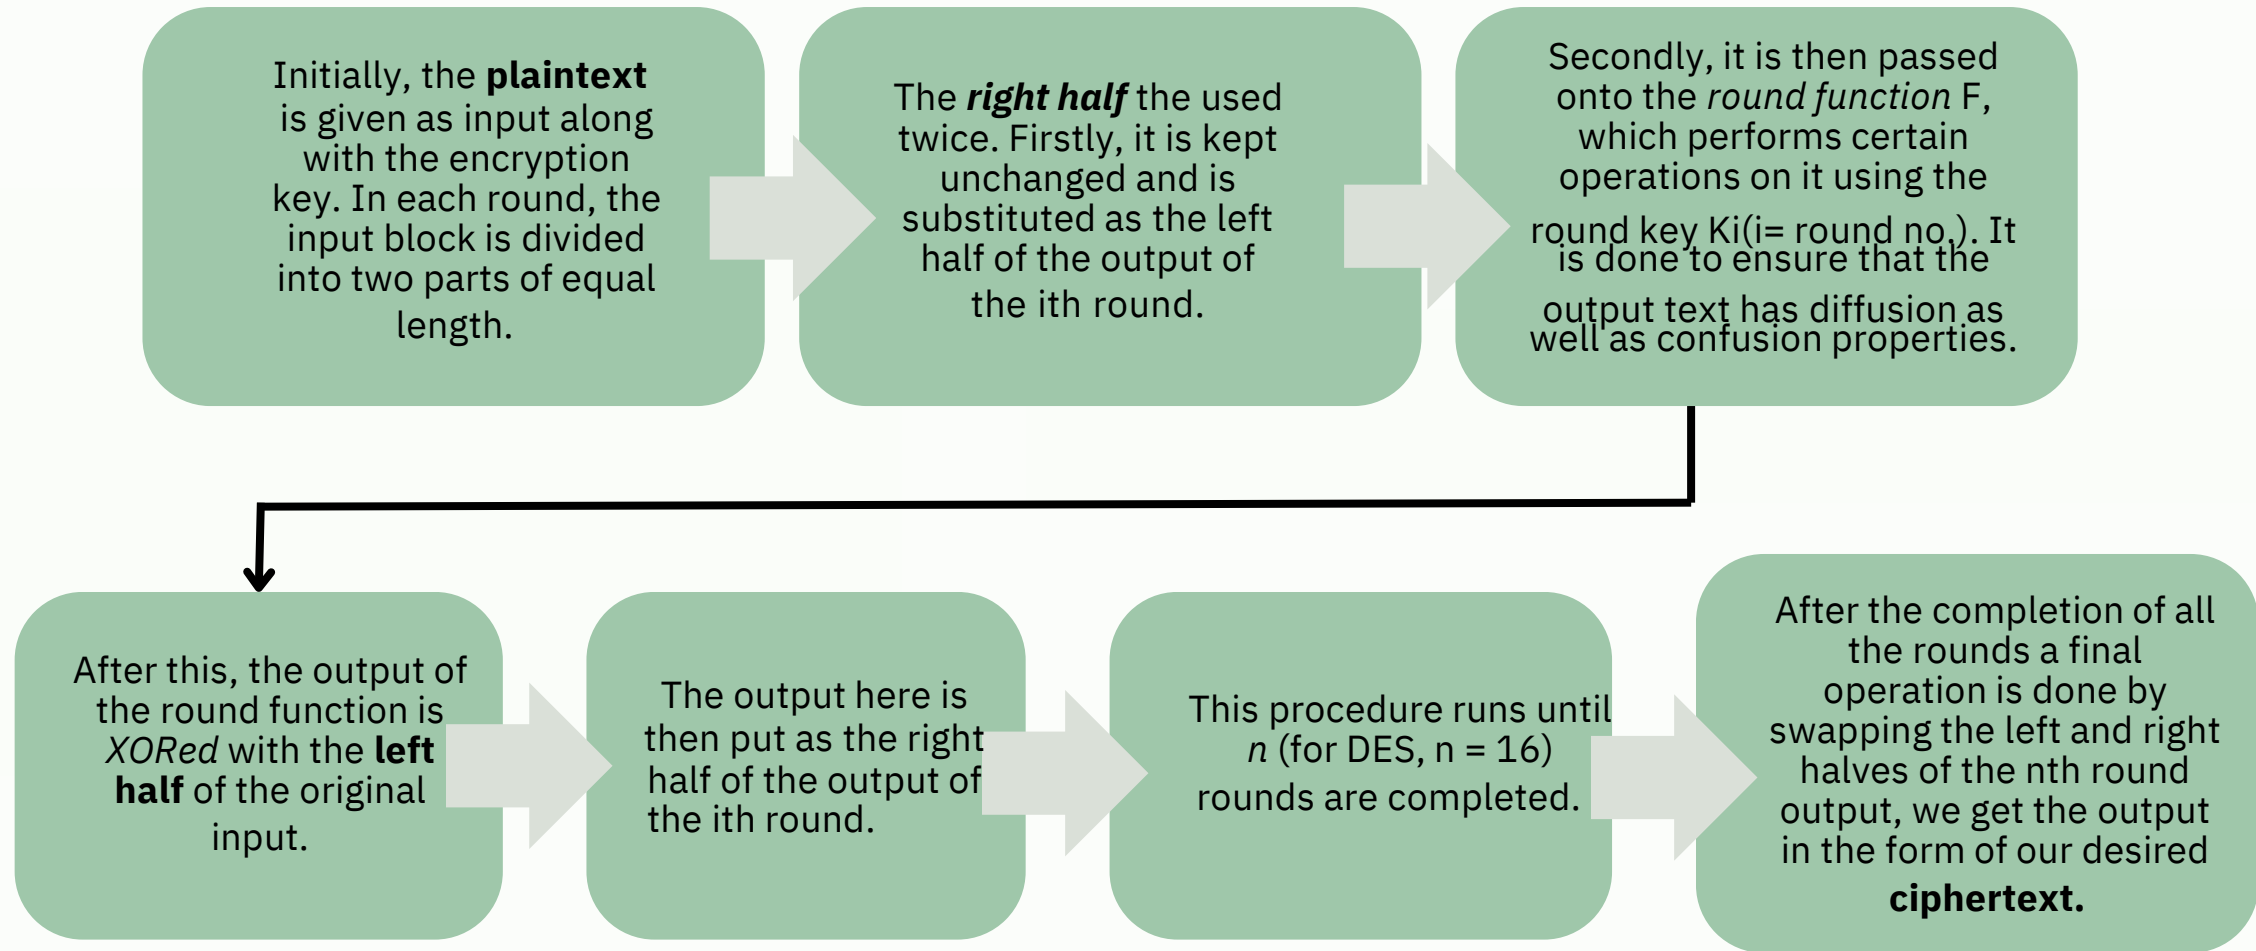 Initially, the plaintext
is given as input along
with the encryption
key. In each round, the
input block is divided
into two parts of equal
length.
The right half the used
twice. Firstly, it is kept
unchanged and is
substituted as the left
half of the output of
the ith round.
Secondly, it is then passed
onto the round function F,
which performs certain
operations on it using the
round key Ki(i= round no.). It
is done to ensure that the
output text has diffusion as
well as confusion properties.
After this, the output of
the round function is
XORed with the left
half of the original
input.
The output here is
then put as the right
half of the output of
the ith round.
This procedure runs until
n (for DES, n = 16)
rounds are completed.
After the completion of all
the rounds a final
operation is done by
swapping the left and right
halves of the nth round
output, we get the output
in the form of our desired
ciphertext.